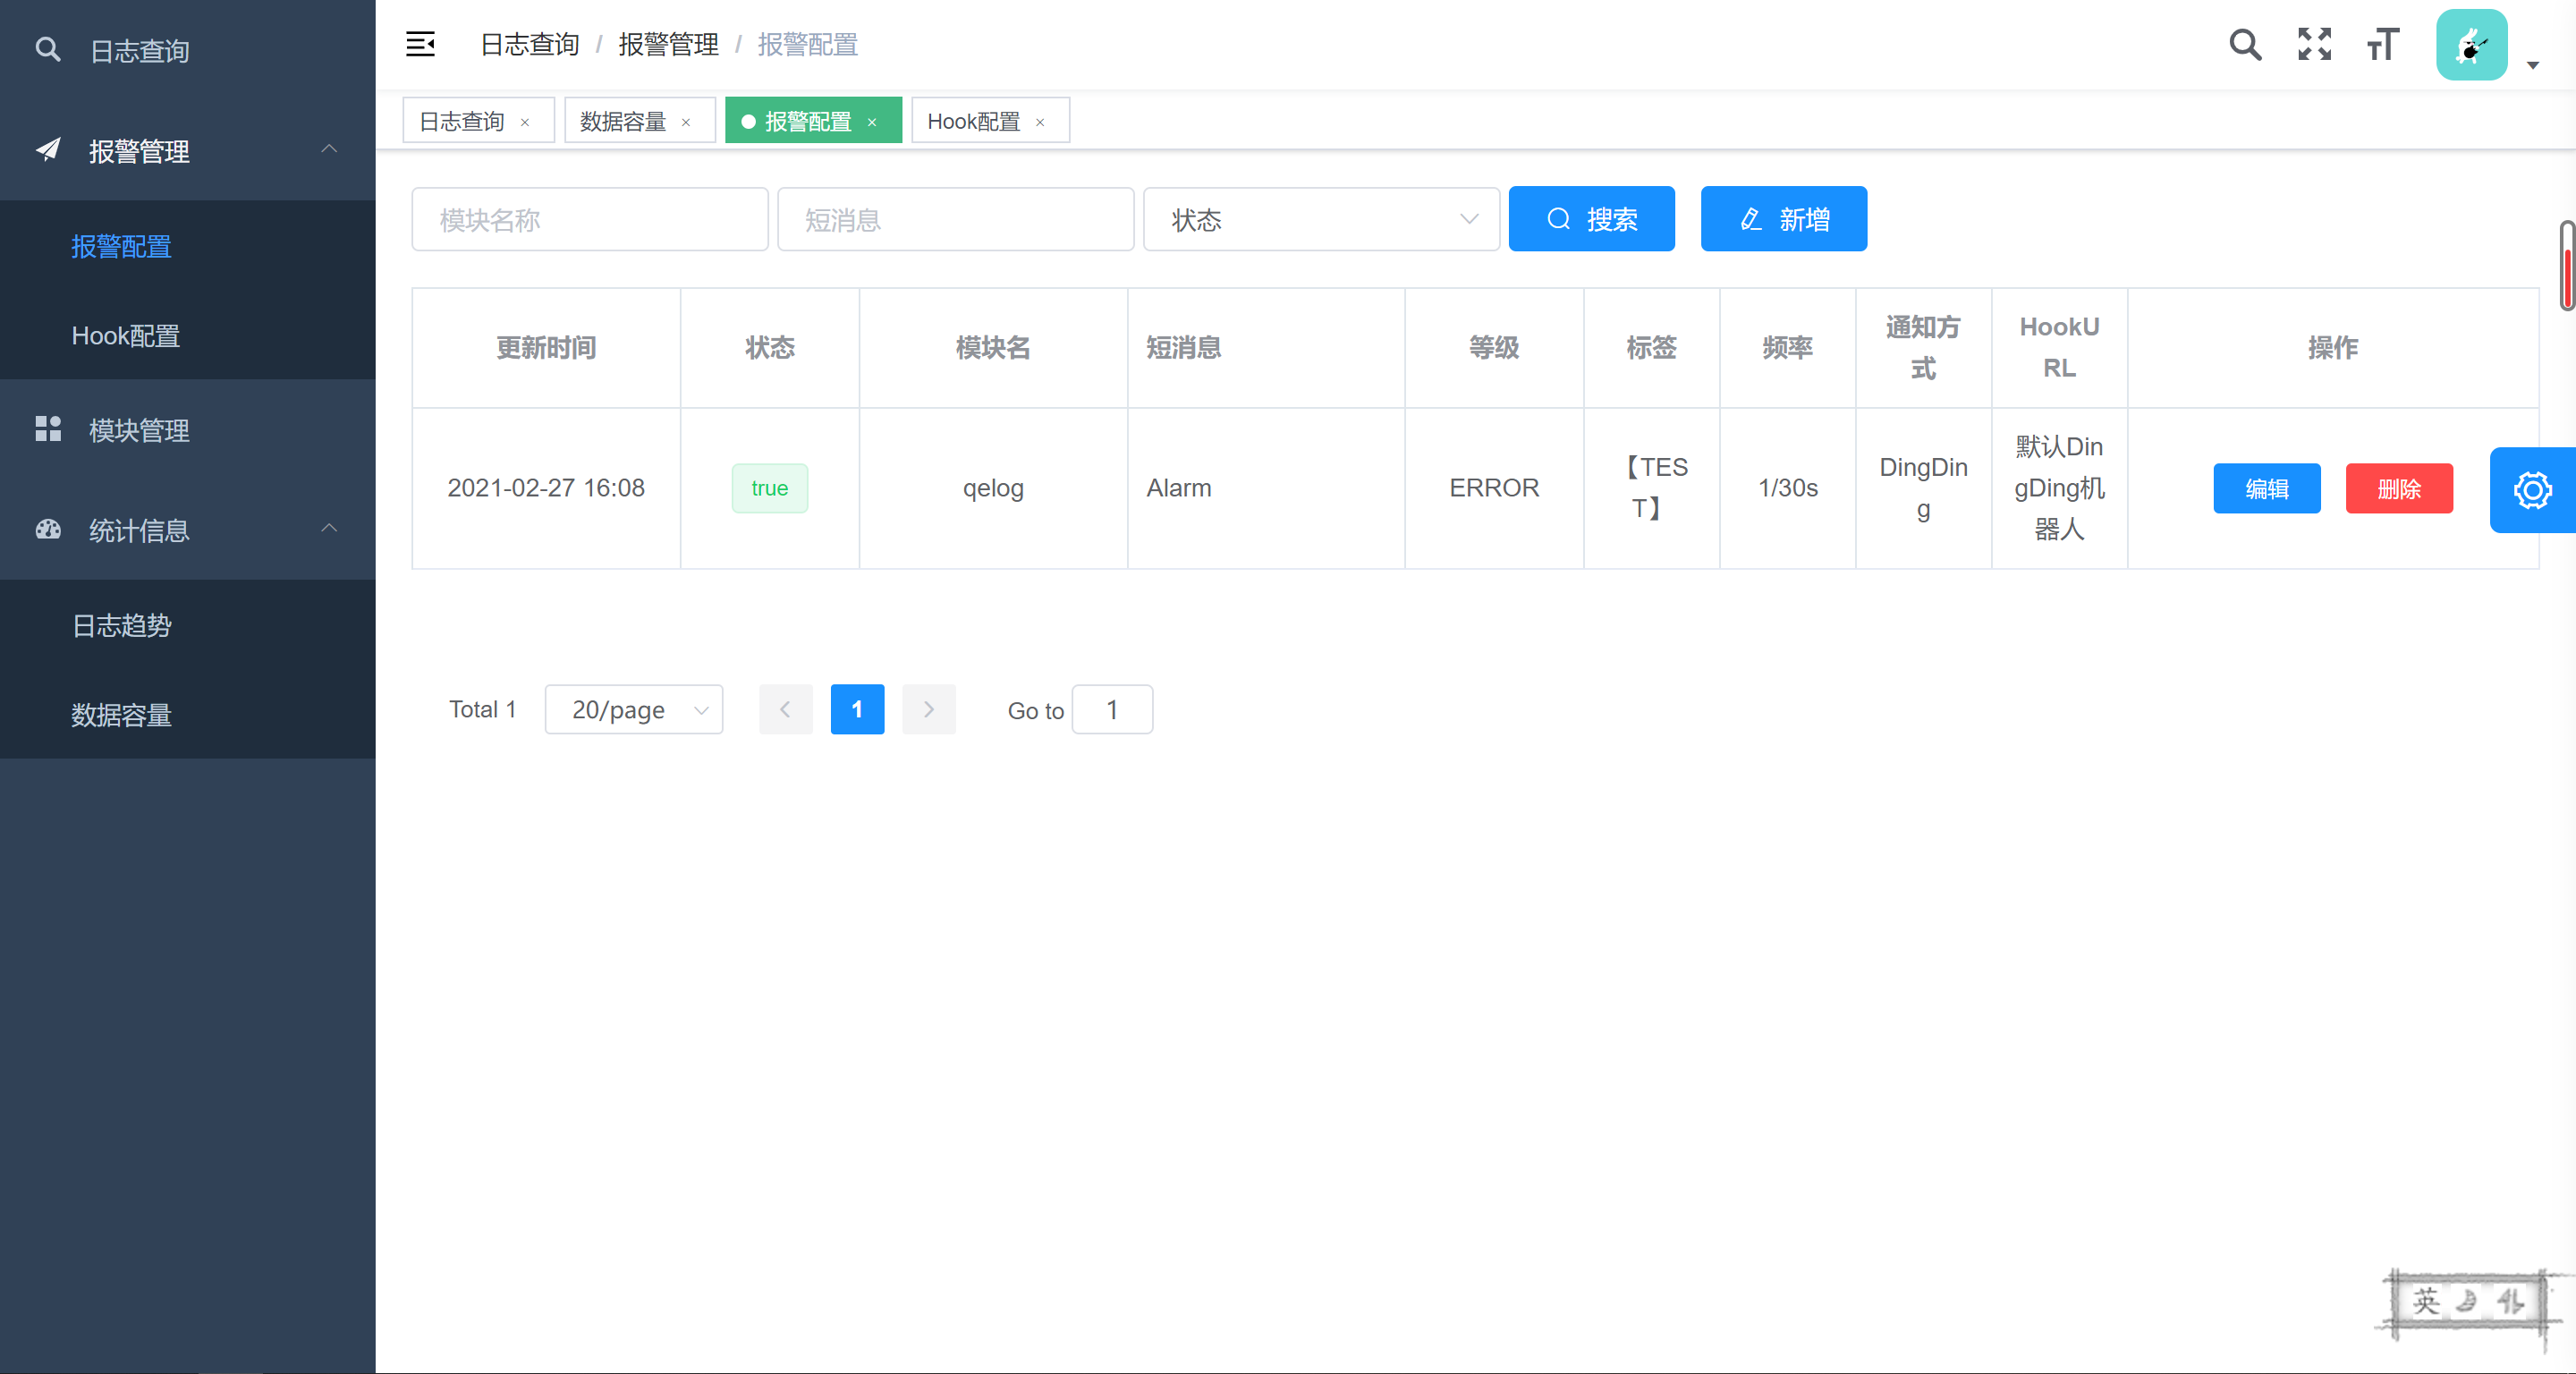 日志查询
报警管理
报警配置
Hook配置
模块管理
统计信息
日志趋势
数据容量
日志查询 / 报警管理 / 报警配置
日志查询 × 数据容量 × 报警配置 × Hook配置 ×
模块名称 短消息 状态 搜索 新增
更新时间 状态 模块名 短消息 等级 标签 频率 通知方 HookU 操作
式 RL
默认Din
【TES DingDin
2021-02-27 16:08 true qelog Alarm ERROR 1/30s gDing机 编辑 删除
T】 g
器人
Total 1 20/page 1 Go to 1
英